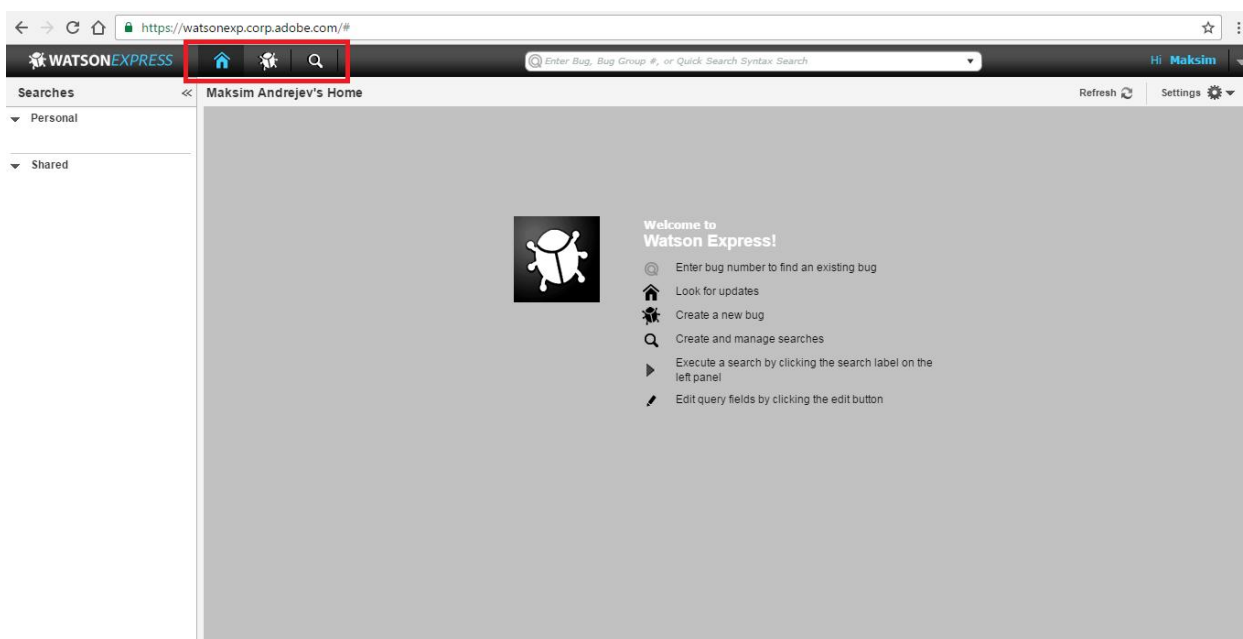 https://watsonexp.corp.adobe.com/#
WATSONEXPRESS
Enter Bug, Bug Group #, or Quick Search Syntax Search
Hi Maksim
Searches
Maksim Andrejev's Home
Refresh
Settings
Personal
Shared
Welcome to
Watson Express!
Enter bug number to find an existing bug
Look for updates
Create a new bug
Create and manage searches
Execute a search by clicking the search label on the
left panel
Edit query fields by clicking the edit button